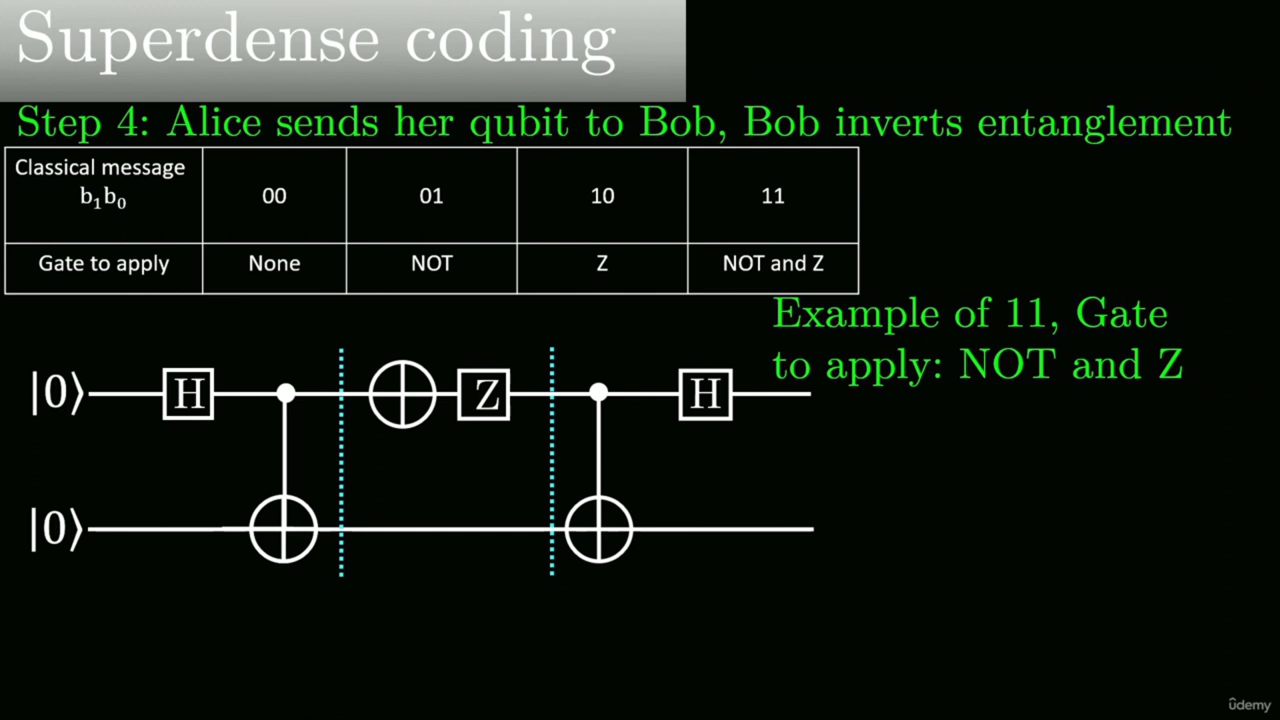 Superdense coding
Step 4: Alice sends her qubit to Bob, Bob inverts entanglement
Classical message b₁b₀ 00 01 10 11
Gate to apply None NOT Z NOT and Z
Example of 11, Gate
to apply: NOT and Z
|0⟩ H Z H
|0⟩
ûdemy